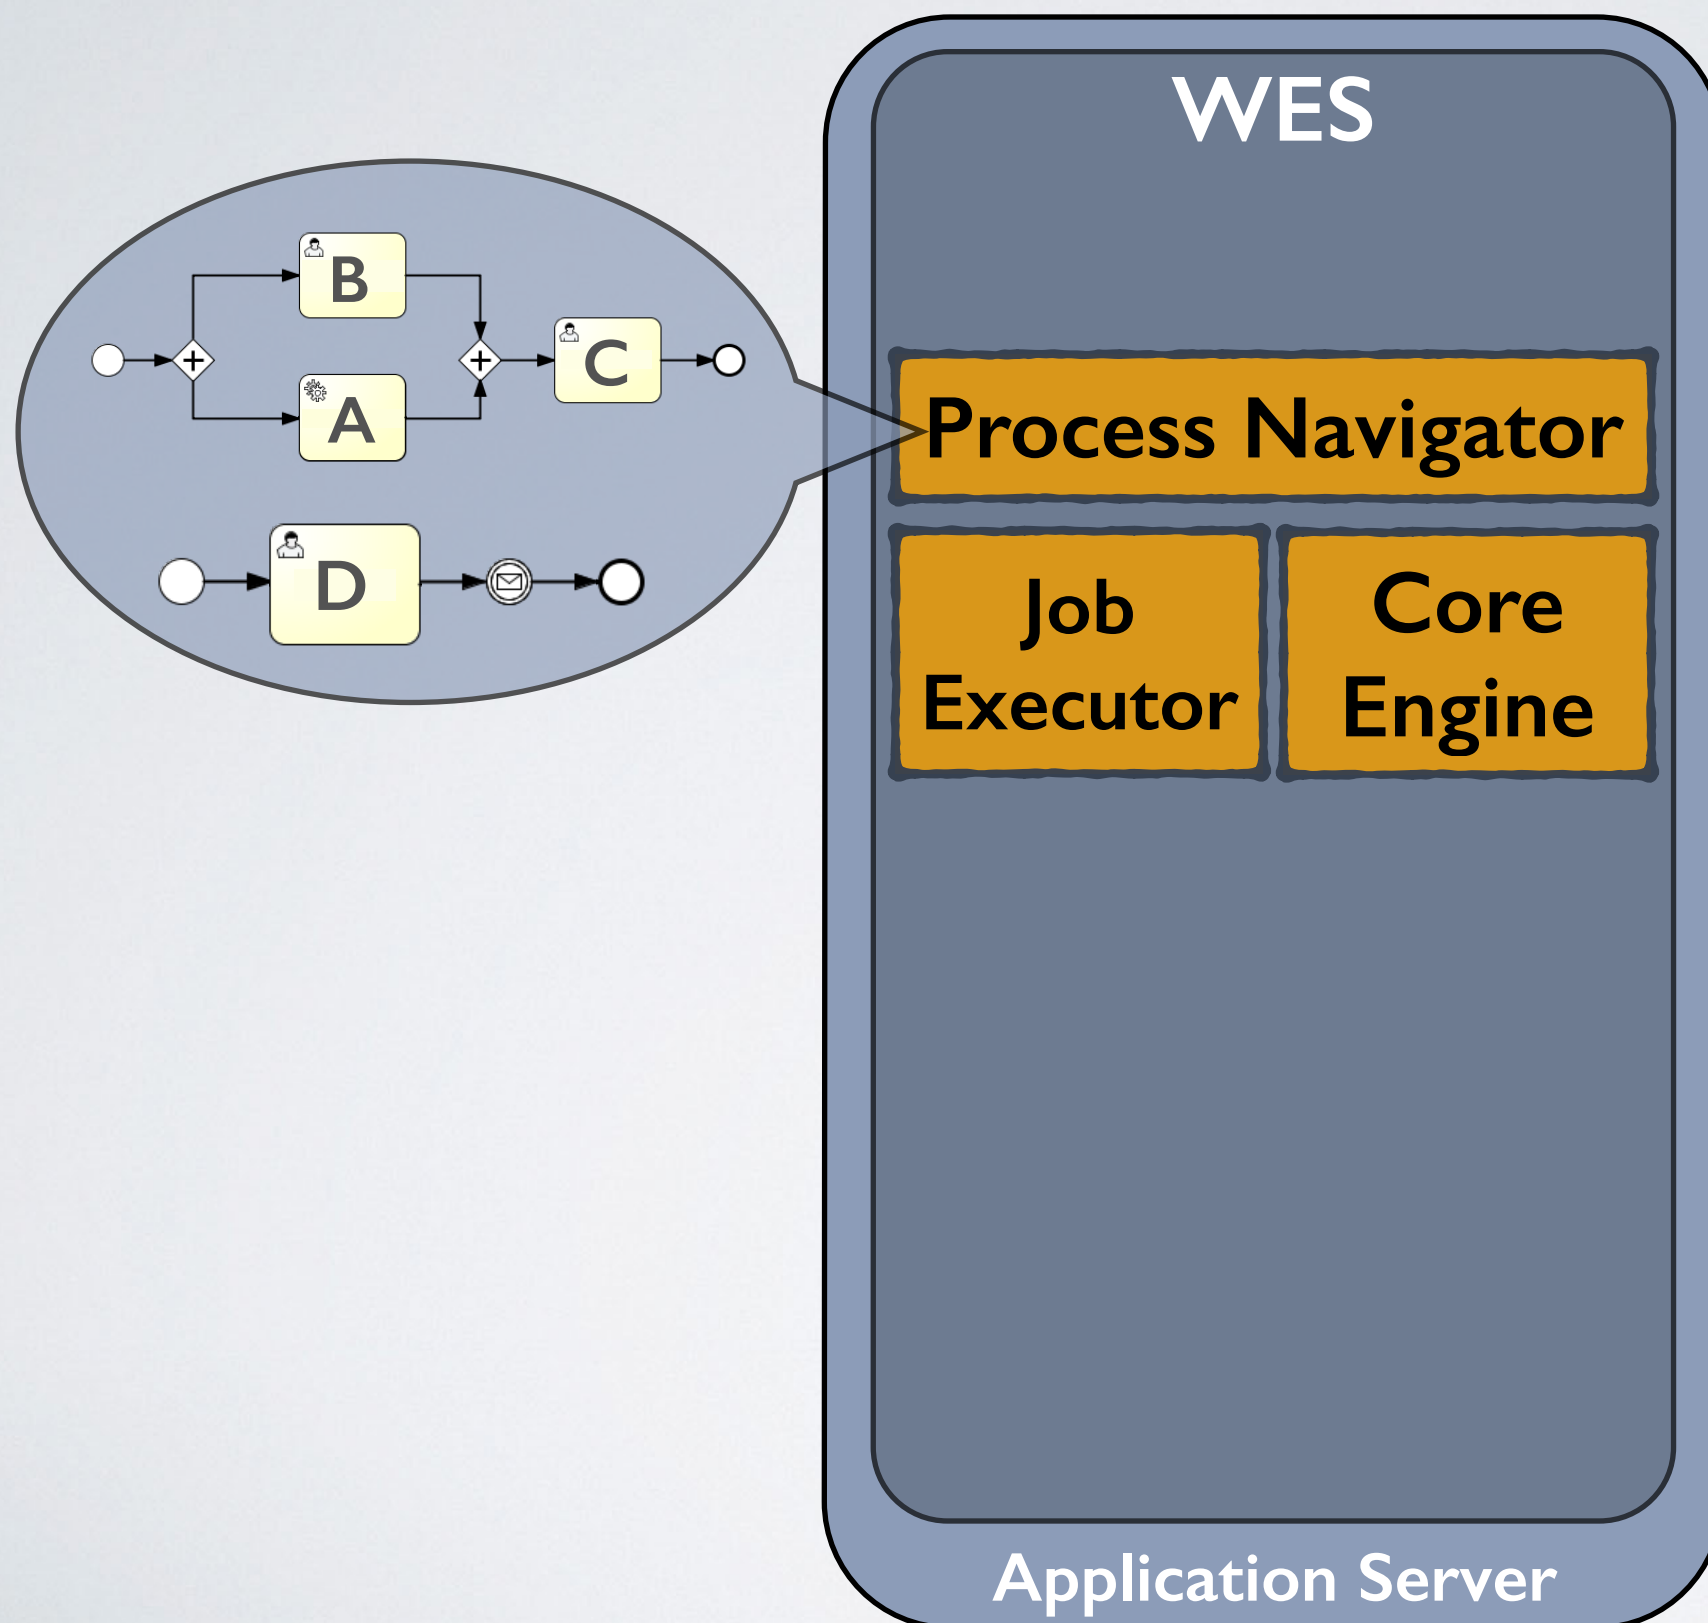 WES
B
A
C
D
Process Navigator
Job
Executor
Core
Engine
Application Server